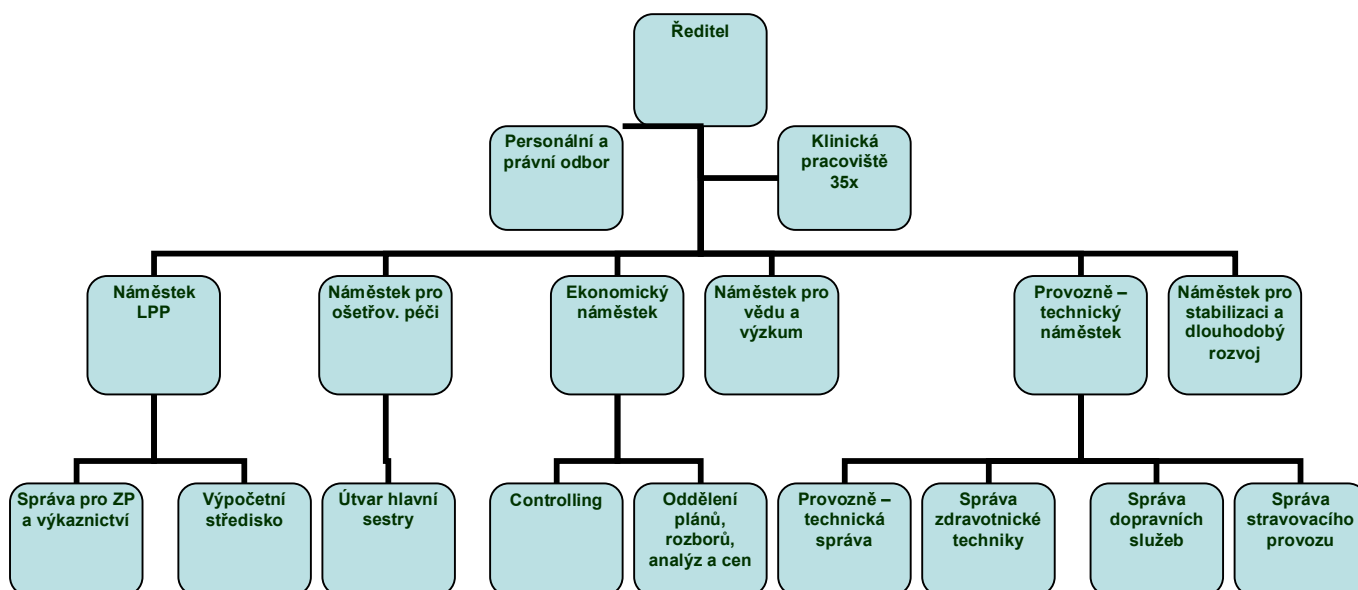 Ředitel
Personální a
právní odbor
Klinická
pracoviště
35x
Náměstek
LPP
Náměstek pro
ošetřov. péči
Ekonomický
náměstek
Náměstek pro
vědu a
výzkum
Provozně –
technický
náměstek
Náměstek pro
stabilizaci a
dlouhodobý
rozvoj
Správa pro ZP
a výkaznictví
Výpočetní
středisko
Útvar hlavní
sestry
Controlling
Oddělení
plánů,
rozborů,
analýz a cen
Provozně –
technická
správa
Správa
zdravotnické
techniky
Správa
dopravních
služeb
Správa
stravovacího
provozu